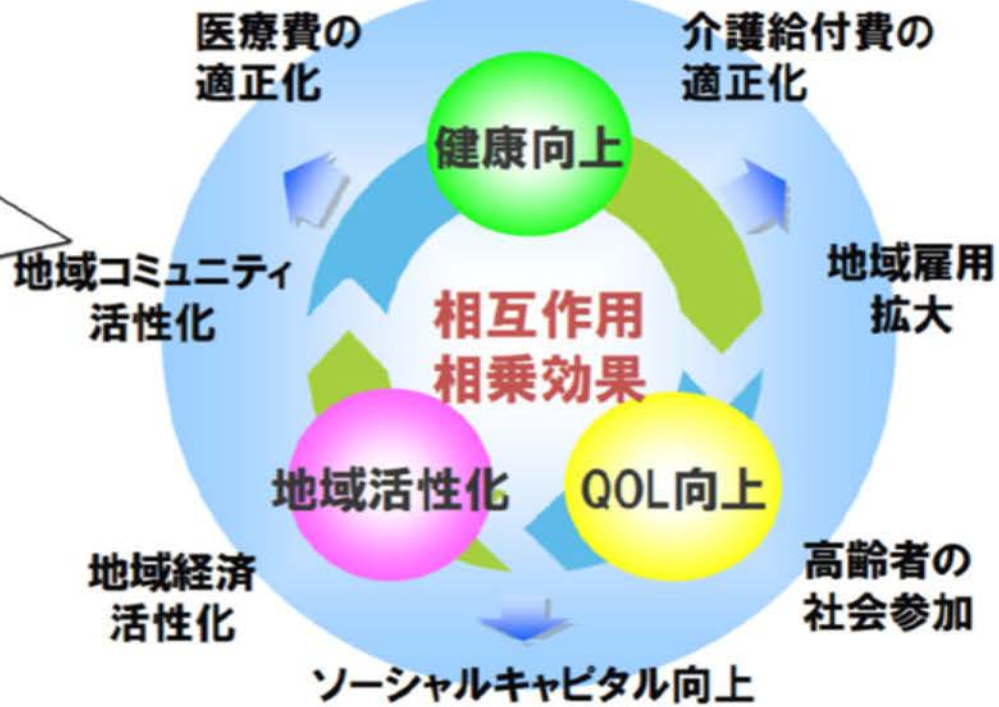 医療費の
適正化
介護給付費の
適正化
健康向上
地域コミュニティ
活性化
地域雇用
拡大
相互作用
相乗効果
地域活性化
QOL向上
地域経済
活性化
高齢者の
社会参加
ソーシャルキャピタル向上